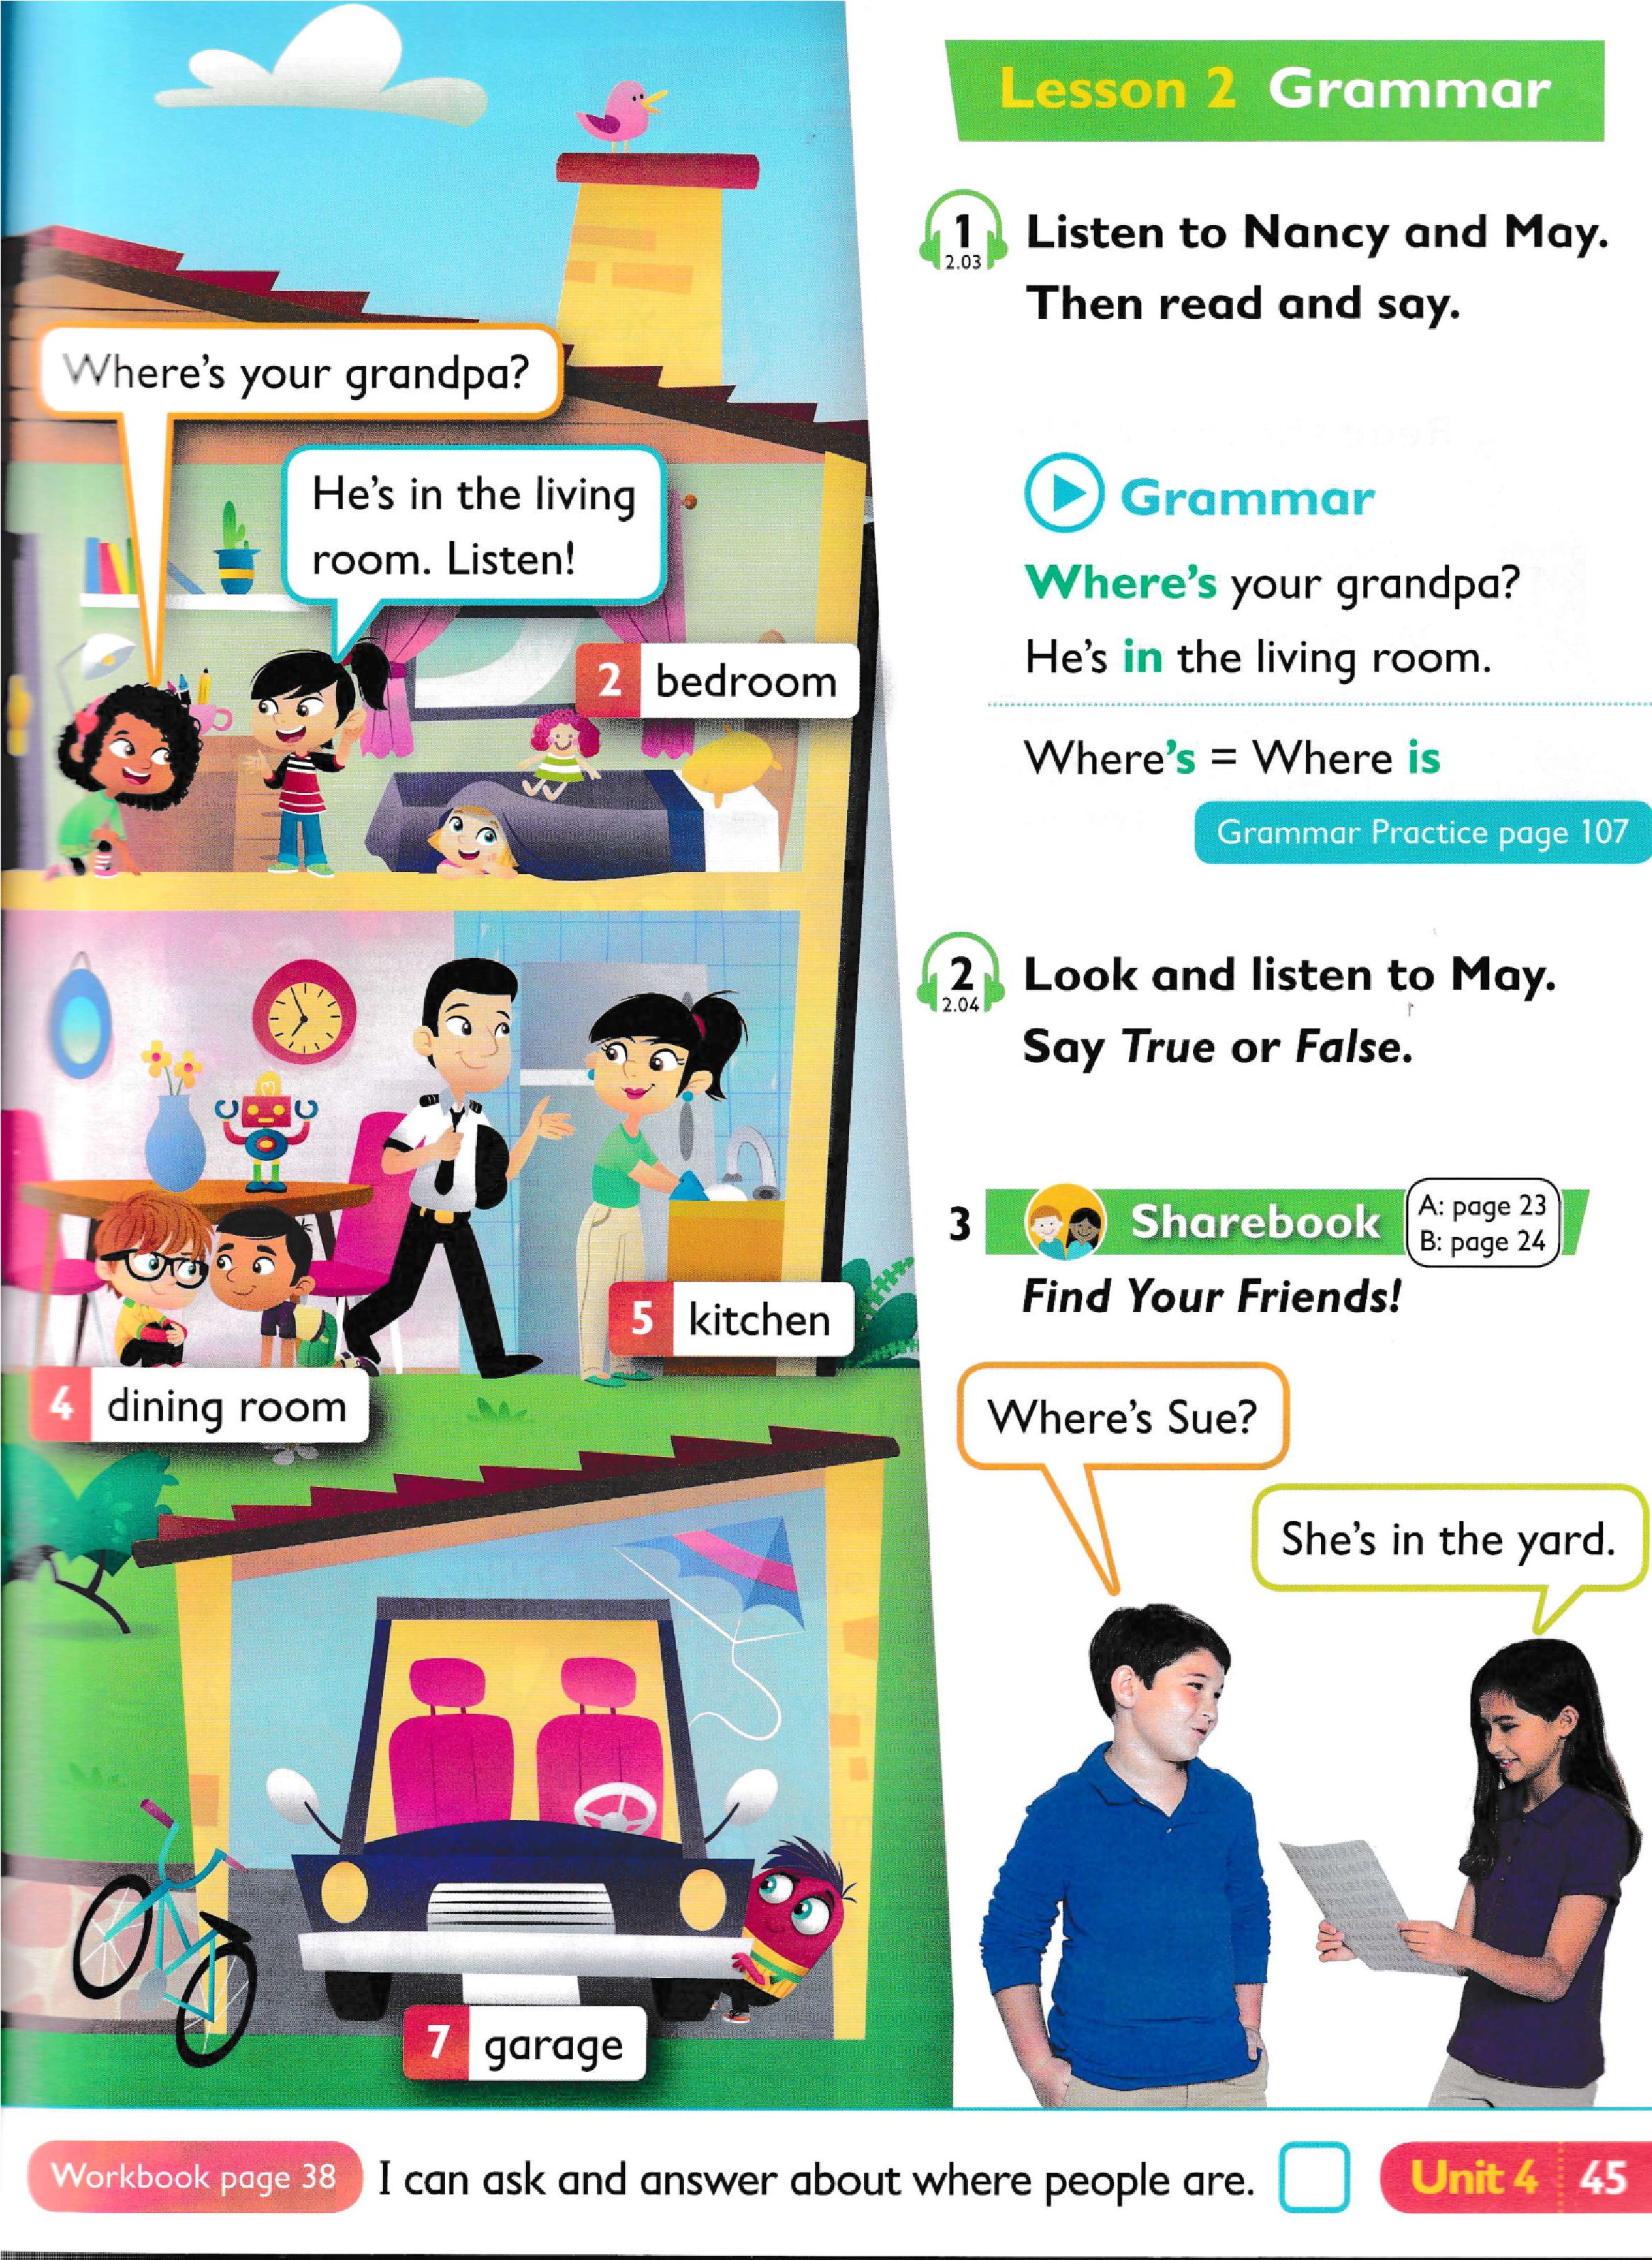 Where's your grandpa?
He's in the living
room. Listen!
2 bedroom
5 kitchen
4 dining room
7 garage
Lesson 2 Grammar
1
2.03
Listen to Nancy and May.
Then read and say.
Grammar
Where's your grandpa?
He's in the living room.
Where's = Where is
Grammar Practice page 107
2
2.04
Look and listen to May.
Say True or False.
3 Sharebook
A: page 23
B: page 24
Find Your Friends!
Where's Sue?
She's in the yard.
Workbook page 38
I can ask and answer about where people are.
Unit 4 45